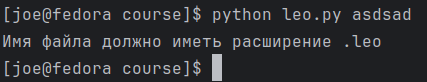 [joe@fedora course]$ python leo.py asdsad
Имя файла должно иметь расширение .leo
[joe@fedora course]$